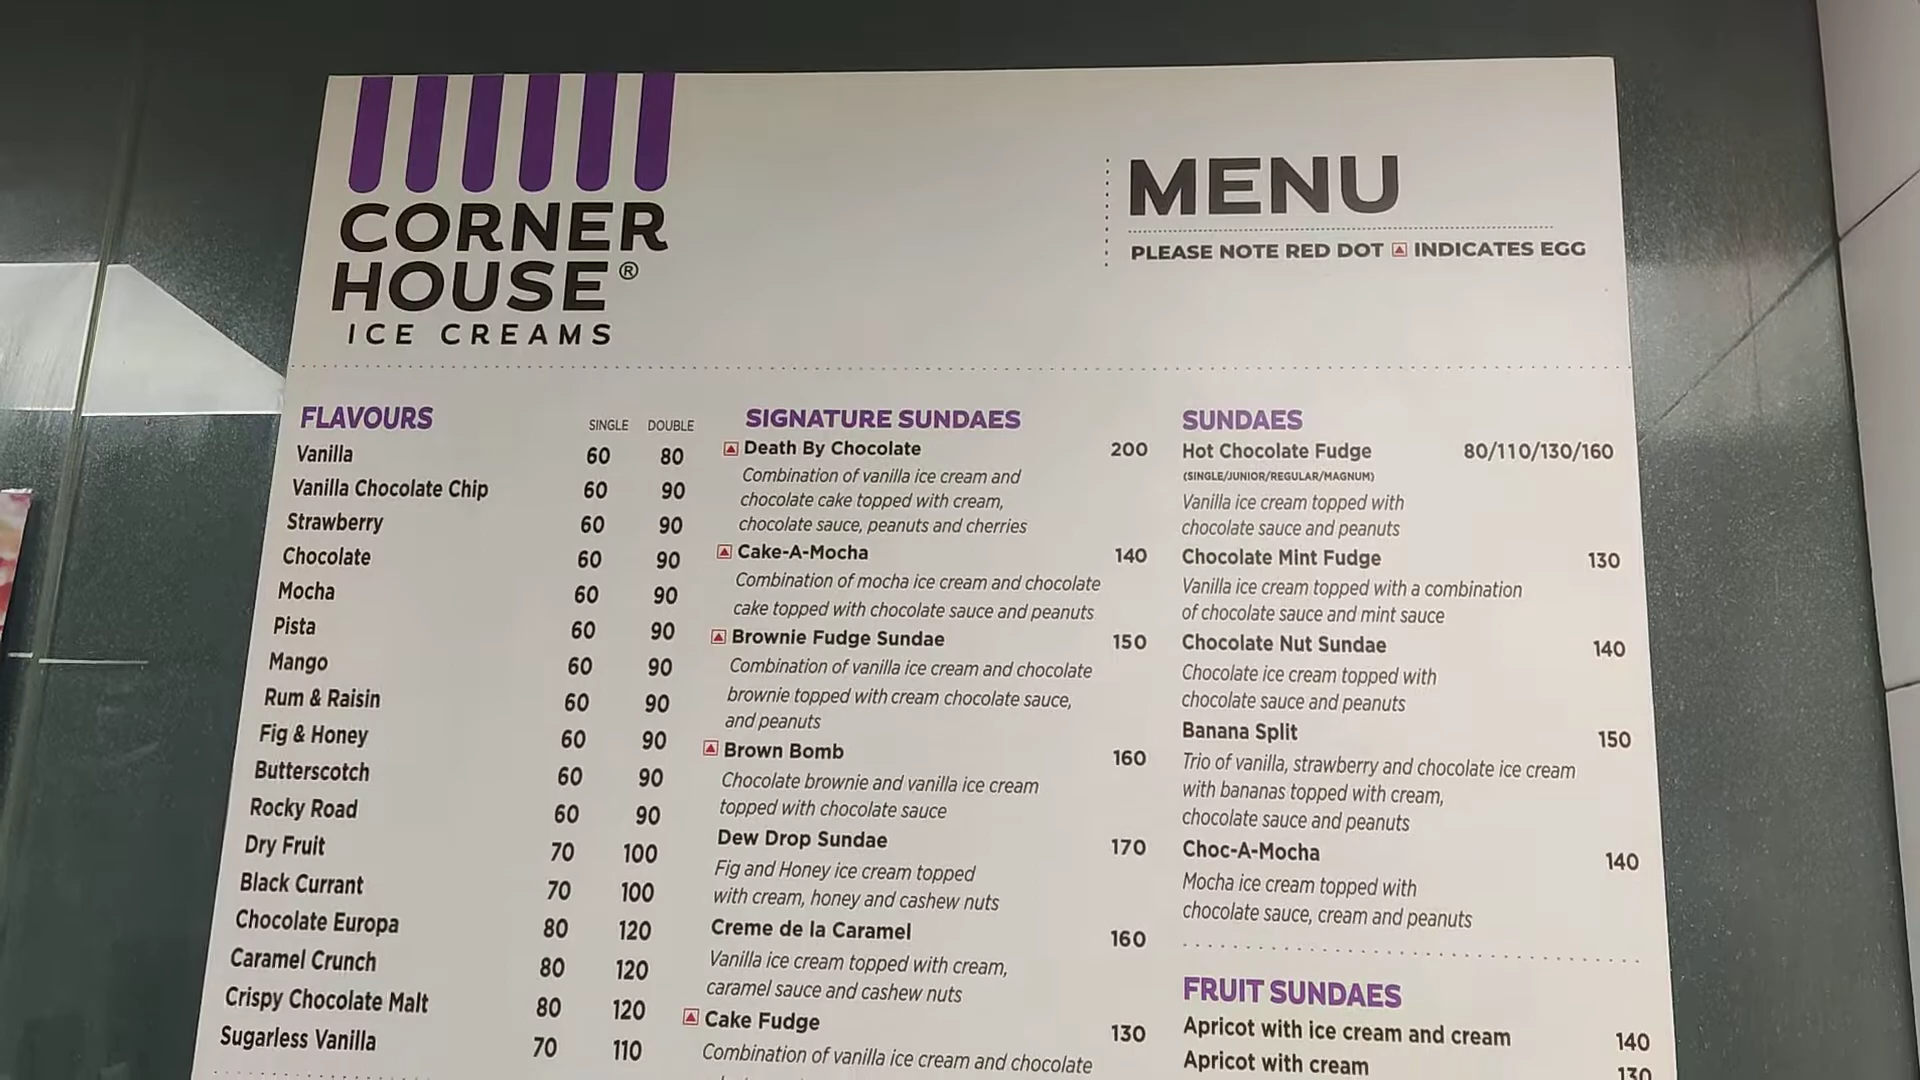 CORNER
HOUSE®
ICE CREAMS
MENU
PLEASE NOTE RED DOT INDICATES EGG
FLAVOURS SINGLE DOUBLE
Vanilla 60 80
Vanilla Chocolate Chip 60 90
Strawberry 60 90
Chocolate 60 90
Mocha 60 90
Pista 60 90
Mango 60 90
Rum & Raisin 60 90
Fig & Honey 60 90
Butterscotch 60 90
Rocky Road 60 90
Dry Fruit 70 100
Black Currant 70 100
Chocolate Europa 80 120
Caramel Crunch 80 120
Crispy Chocolate Malt 80 120
Sugarless Vanilla 70 110
SIGNATURE SUNDAES
Death By Chocolate 200
Combination of vanilla ice cream and
chocolate cake topped with cream,
chocolate sauce, peanuts and cherries
Cake-A-Mocha 140
Combination of mocha ice cream and chocolate
cake topped with chocolate sauce and peanuts
Brownie Fudge Sundae 150
Combination of vanilla ice cream and chocolate
brownie topped with cream chocolate sauce,
and peanuts
Brown Bomb 160
Chocolate brownie and vanilla ice cream
topped with chocolate sauce
Dew Drop Sundae 170
Fig and Honey ice cream topped
with cream, honey and cashew nuts
Creme de la Caramel 160
Vanilla ice cream topped with cream,
caramel sauce and cashew nuts
Cake Fudge 130
Combination of vanilla ice cream and chocolate
SUNDAES
Hot Chocolate Fudge 80/110/130/160
(SINGLE/JUNIOR/REGULAR/MAGNUM)
Vanilla ice cream topped with
chocolate sauce and peanuts
Chocolate Mint Fudge 130
Vanilla ice cream topped with a combination
of chocolate sauce and mint sauce
Chocolate Nut Sundae 140
Chocolate ice cream topped with
chocolate sauce and peanuts
Banana Split 150
Trio of vanilla, strawberry and chocolate ice cream
with bananas topped with cream,
chocolate sauce and peanuts
Choc-A-Mocha 140
Mocha ice cream topped with
chocolate sauce, cream and peanuts
FRUIT SUNDAES
Apricot with ice cream and cream 140
Apricot with cream 130